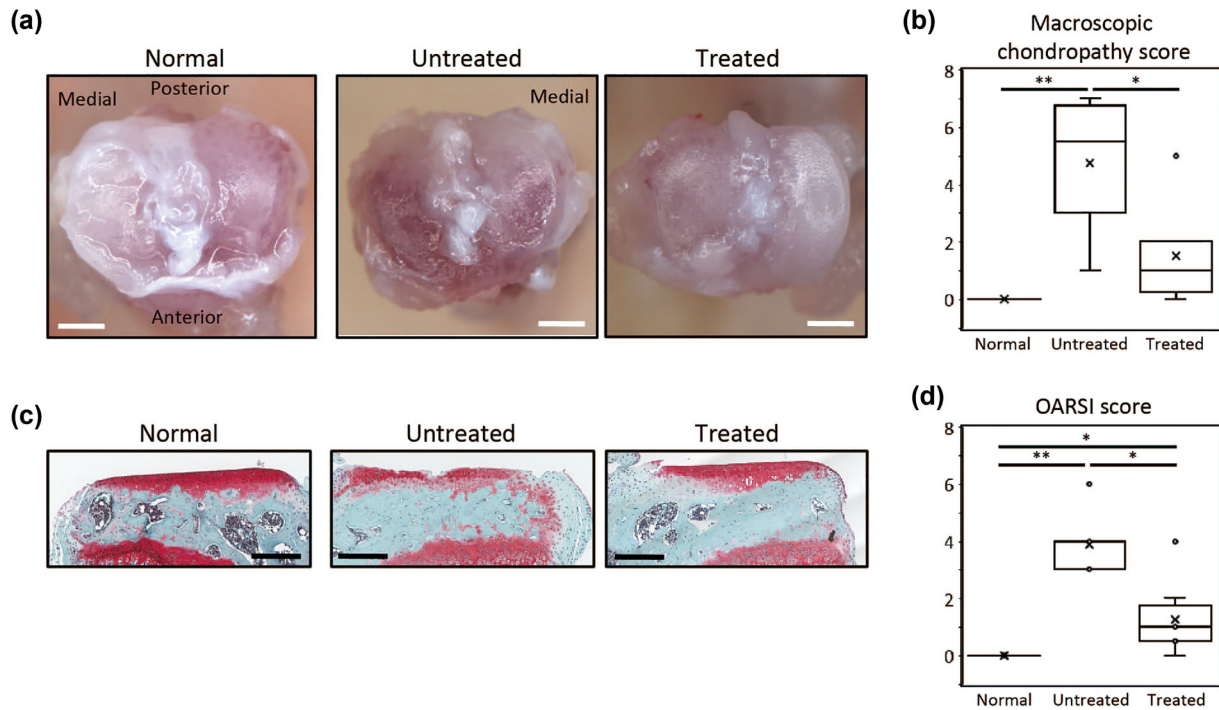 (a)
Normal
Untreated
Treated
Medial
Posterior
Medial
Anterior
(b)
Macroscopic
chondropathy score
8
**
*
6
4
2
0
Normal
Untreated
Treated
(c)
Normal
Untreated
Treated
(d)
OARSI score
8
*
**
*
6
4
2
0
Normal
Untreated
Treated